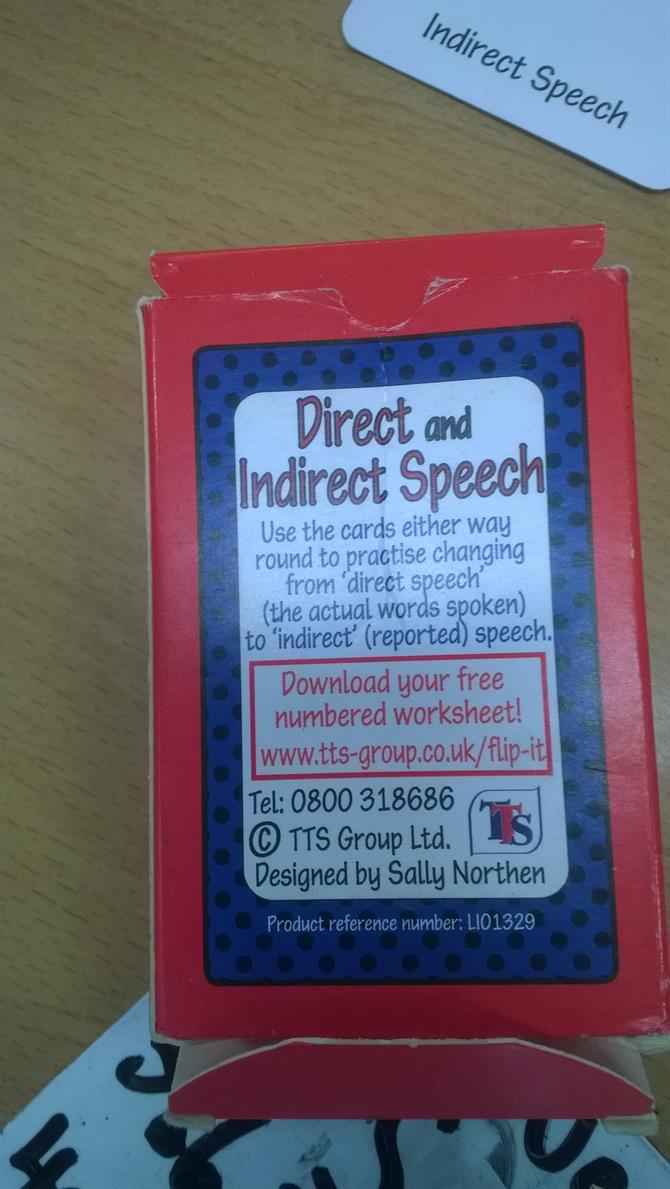 Indirect Speech
Direct and
Indirect Speech
Use the cards either way
round to practise changing
from 'direct speech'
(the actual words spoken)
to 'indirect' (reported) speech.
Download your free
numbered worksheet!
www.tts-group.co.uk/flip-it
Tel: 0800 318686
© TTS Group Ltd.
TTS
Designed by Sally Northen
Product reference number: LI01329